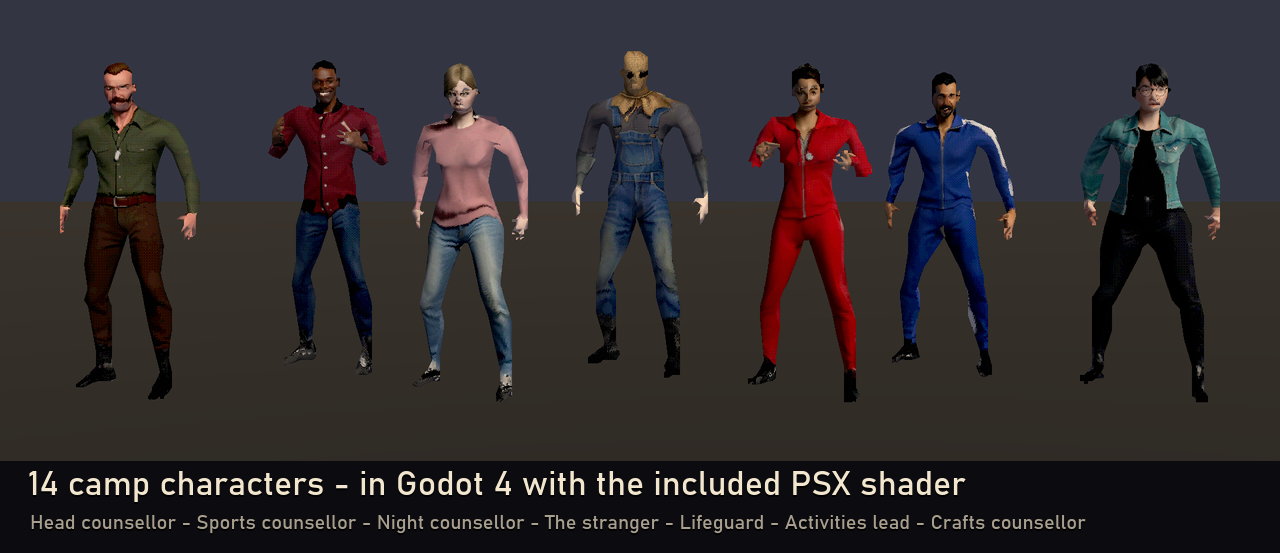 14 camp characters - in Godot 4 with the included PSX shader
Head counsellor - Sports counsellor - Night counsellor - The stranger - Lifeguard - Activities lead - Crafts counsellor